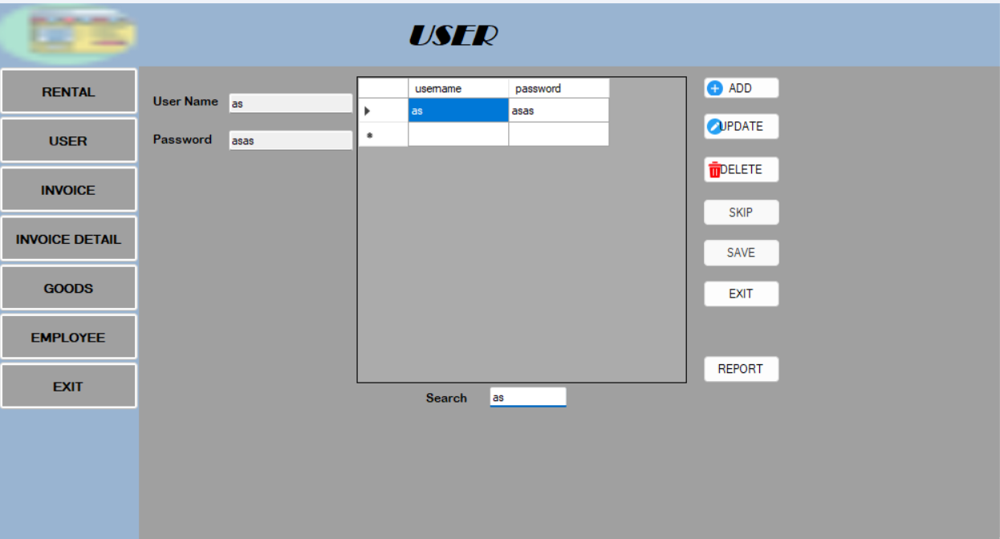 USER
RENTAL
USER
INVOICE
INVOICE DETAIL
GOODS
EMPLOYEE
EXIT
User Name as
Password asas
username password
as asas
Search as
ADD
UPDATE
DELETE
SKIP
SAVE
EXIT
REPORT